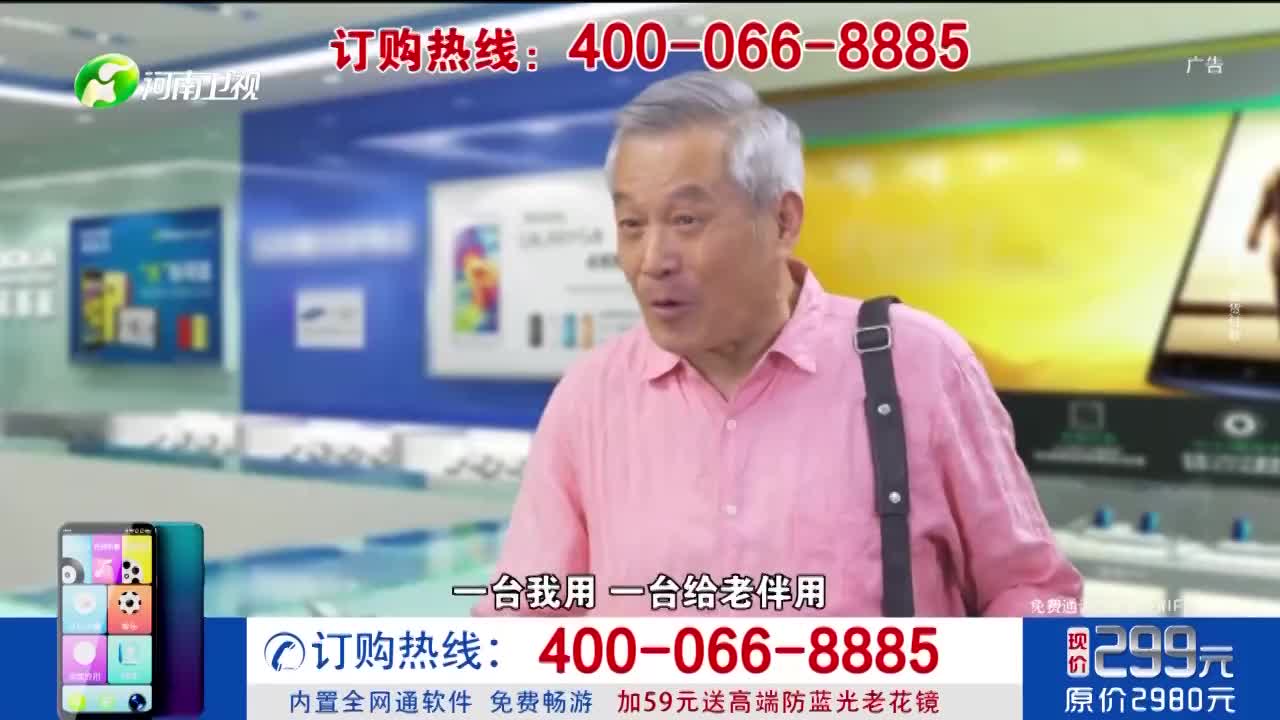 订购热线：400-066-8885
河南卫视
广告
一台我用 一台给老伴用
免费通
订购热线：400-066-8885
现价299元
内置全网通软件 免费畅游 加59元送高端防蓝光老花镜
原价2980元